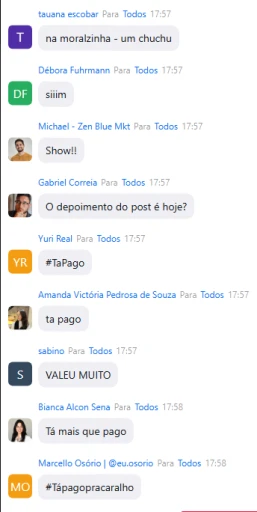 tauana escobar Para Todos 17:57
T
na moralzinha - um chuchu
Débora Fuhrmann Para Todos 17:57
DF
siiim
Michael - Zen Blue Mkt Para Todos 17:57
Show!!
Gabriel Correia Para Todos 17:57
O depoimento do post é hoje?
Yuri Real Para Todos 17:57
YR
#TaPago
Amanda Victória Pedrosa de Souza Para Todos 17:57
ta pago
sabino Para Todos 17:57
S
VALEU MUITO
Bianca Alcon Sena Para Todos 17:58
Tá mais que pago
Marcello Osório | @eu.osorio Para Todos 17:58
MO
#Tápagopracaralho